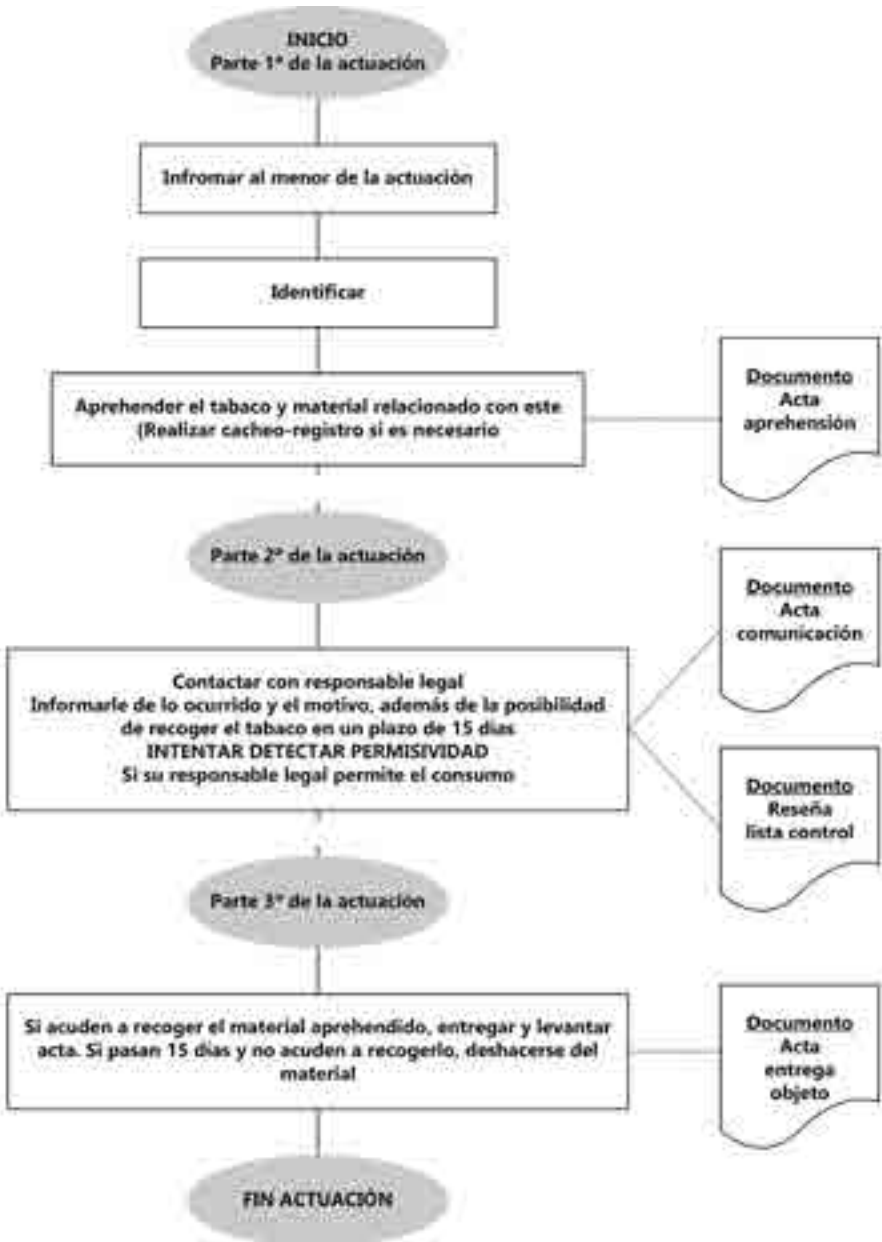 INICIO
Parte 1ª de la actuación
Infromar al menor de la actuación
Identificar
Aprehender el tabaco y material relacionado con este
(Realizar cacheo-registro si es necesario
Documento
Acta
aprehensión
Parte 2ª de la actuación
Contactar con responsable legal
Informarle de lo ocurrido y el motivo, además de la posibilidad
de recoger el tabaco en un plazo de 15 dias
INTENTAR DETECTAR PERMISIVIDAD
Si su responsable legal permite el consumo
Documento
Acta
comunicación
Documento
Reseña
lista control
Parte 3ª de la actuación
Si acuden a recoger el material aprehendido, entregar y levantar
acta. Si pasan 15 dias y no acuden a recogerlo, deshacerse del
material
Documento
Acta
entrega
objeto
FIN ACTUACIÓN